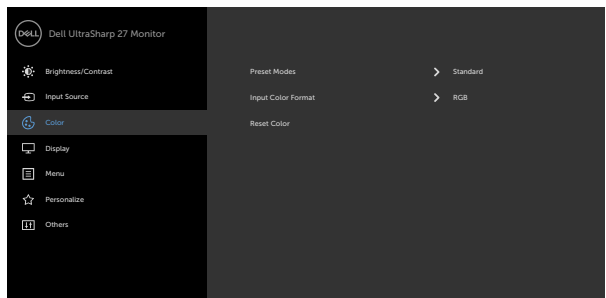 DELL Dell UltraSharp 27 Monitor
Brightness/Contrast
Preset Modes
Standard
Input Source
Input Color Format
RGB
Color
Reset Color
Display
Menu
Personalize
Others